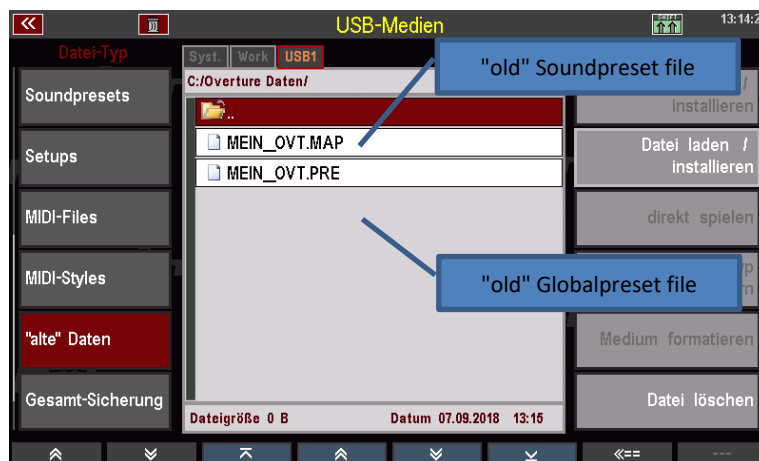 USB-Medien
13:14:2
Datei-Typ
Syst. Work USB1
C:/Overture Daten/
"old" Soundpreset file
Soundpresets
/
installieren
..
MEIN_OVT.MAP
Datei laden /
installieren
Setups
MEIN_OVT.PRE
MIDI-Files
direkt spielen
MIDI-Styles
"old" Globalpreset file
"alte" Daten
Medium formatieren
Gesamt-Sicherung
Datei löschen
Dateigröße 0 B
Datum 07.09.2018 13:15
«==
---